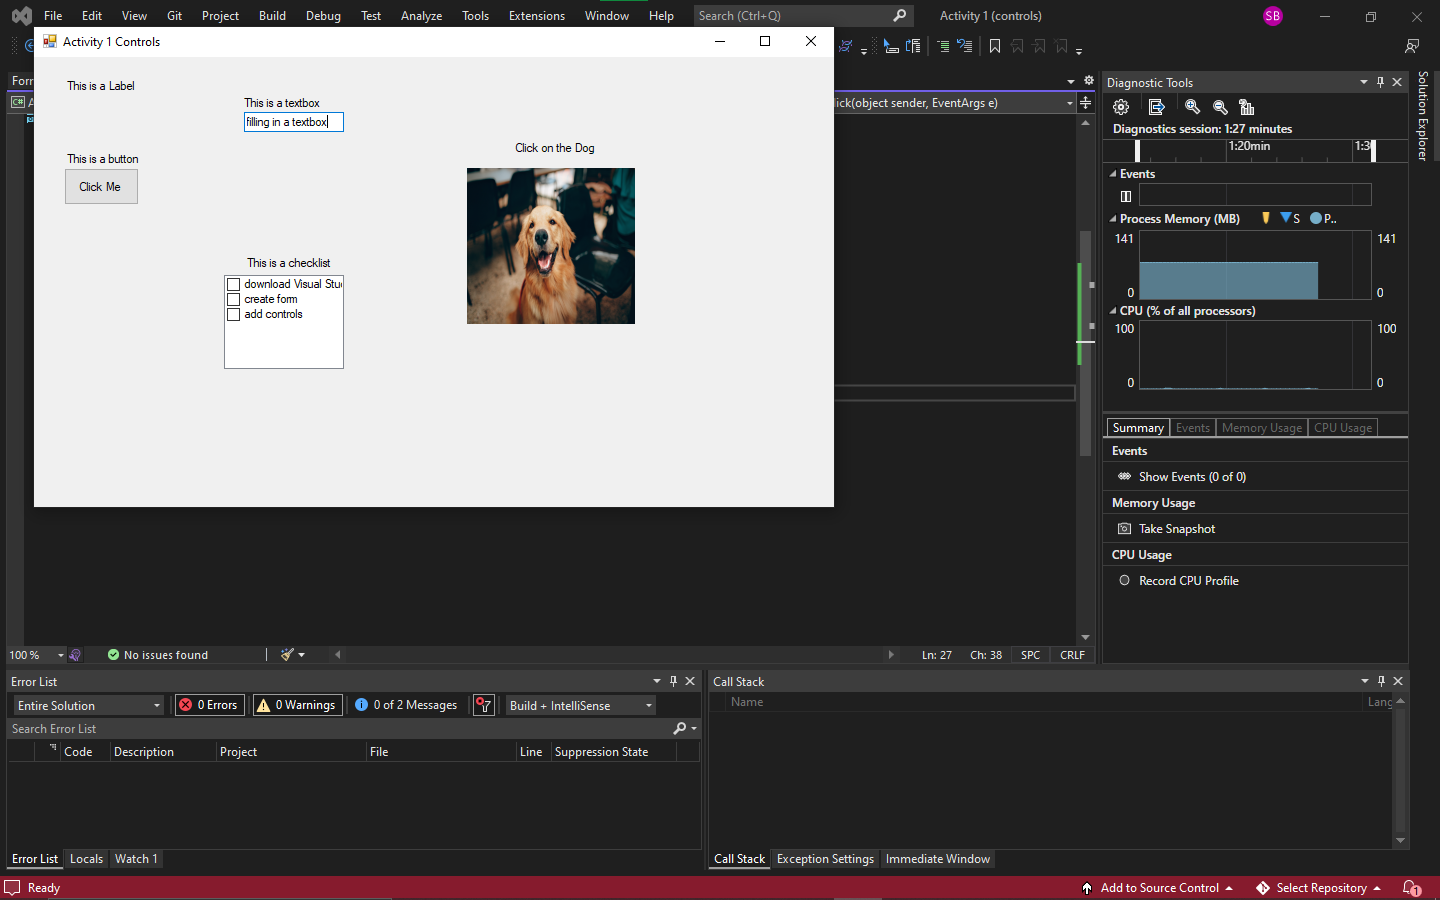 File Edit View Git Project Build Debug Test Analyze Tools Extensions Window Help Search (Ctrl+Q) Activity 1 (controls) SB
Activity 1 Controls
This is a Label
This is a textbox
filling in a textbox
This is a button
Click Me
Click on the Dog
This is a checklist
download Visual Stu
create form
add controls
Form
C# A
lick(object sender, EventArgs e)
Diagnostic Tools
Diagnostics session: 1:27 minutes
1:20min 1:3
Events
Process Memory (MB) S P..
141 141
0 0
CPU (% of all processors)
100 100
0 0
Summary Events Memory Usage CPU Usage
Events
Show Events (0 of 0)
Memory Usage
Take Snapshot
CPU Usage
Record CPU Profile
Solution Explorer
100 % No issues found Ln: 27 Ch: 38 SPC CRLF
Error List
Entire Solution 0 Errors 0 Warnings 0 of 2 Messages Build + IntelliSense
Search Error List
Code Description Project File Line Suppression State
Error List Locals Watch 1
Call Stack
Name Lang
Call Stack Exception Settings Immediate Window
Ready Add to Source Control Select Repository 1